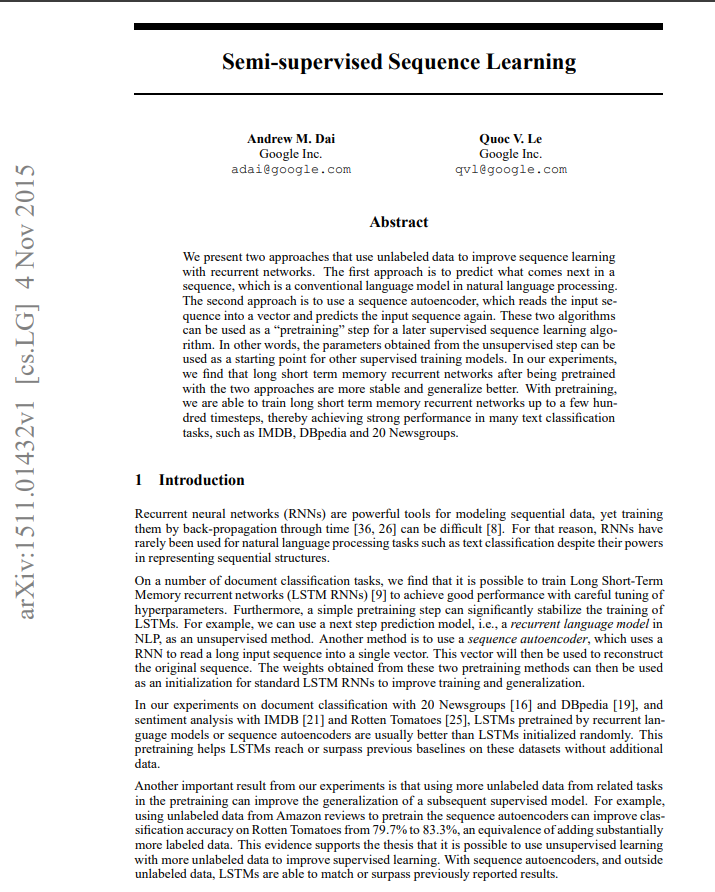 Semi-supervised Sequence Learning
Andrew M. Dai
Google Inc.
adai@google.com
Quoc V. Le
Google Inc.
qvl@google.com
Abstract
We present two approaches that use unlabeled data to improve sequence learning
with recurrent networks. The first approach is to predict what comes next in a
sequence, which is a conventional language model in natural language processing.
The second approach is to use a sequence autoencoder, which reads the input se-
quence into a vector and predicts the input sequence again. These two algorithms
can be used as a “pretraining” step for a later supervised sequence learning algo-
rithm. In other words, the parameters obtained from the unsupervised step can be
used as a starting point for other supervised training models. In our experiments,
we find that long short term memory recurrent networks after being pretrained
with the two approaches are more stable and generalize better. With pretraining,
we are able to train long short term memory recurrent networks up to a few hun-
dred timesteps, thereby achieving strong performance in many text classification
tasks, such as IMDB, DBpedia and 20 Newsgroups.
1 Introduction
Recurrent neural networks (RNNs) are powerful tools for modeling sequential data, yet training
them by back-propagation through time [36, 26] can be difficult [8]. For that reason, RNNs have
rarely been used for natural language processing tasks such as text classification despite their powers
in representing sequential structures.
On a number of document classification tasks, we find that it is possible to train Long Short-Term
Memory recurrent networks (LSTM RNNs) [9] to achieve good performance with careful tuning of
hyperparameters. Furthermore, a simple pretraining step can significantly stabilize the training of
LSTMs. For example, we can use a next step prediction model, i.e., a recurrent language model in
NLP, as an unsupervised method. Another method is to use a sequence autoencoder, which uses a
RNN to read a long input sequence into a single vector. This vector will then be used to reconstruct
the original sequence. The weights obtained from these two pretraining methods can then be used
as an initialization for standard LSTM RNNs to improve training and generalization.
In our experiments on document classification with 20 Newsgroups [16] and DBpedia [19], and
sentiment analysis with IMDB [21] and Rotten Tomatoes [25], LSTMs pretrained by recurrent lan-
guage models or sequence autoencoders are usually better than LSTMs initialized randomly. This
pretraining helps LSTMs reach or surpass previous baselines on these datasets without additional
data.
Another important result from our experiments is that using more unlabeled data from related tasks
in the pretraining can improve the generalization of a subsequent supervised model. For example,
using unlabeled data from Amazon reviews to pretrain the sequence autoencoders can improve clas-
sification accuracy on Rotten Tomatoes from 79.7% to 83.3%, an equivalence of adding substantially
more labeled data. This evidence supports the thesis that it is possible to use unsupervised learning
with more unlabeled data to improve supervised learning. With sequence autoencoders, and outside
unlabeled data, LSTMs are able to match or surpass previously reported results.
arXiv:1511.01432v1 [cs.LG] 4 Nov 2015